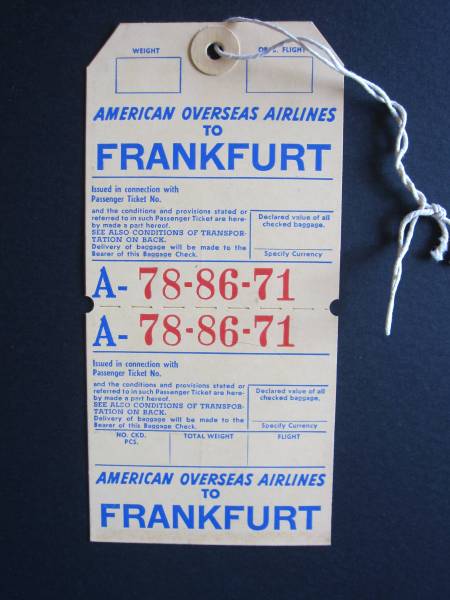 WEIGHT
FLIGHT
AMERICAN OVERSEAS AIRLINES
TO
FRANKFURT
Issued in connection with
Passenger Ticket No.
and the conditions and provisions stated or
referred to in such Passenger Ticket are here-
by made a part hereof.
SEE ALSO CONDITIONS OF TRANSPOR-
TATION ON BACK.
Delivery of baggage will be made to the
Bearer of this Baggage Check.
Declared value of all
checked baggage.
Specify Currency
A- 78-86-71
A- 78-86-71
Issued in connection with
Passenger Ticket No.
and the conditions and provisions stated or
referred to in such Passenger Ticket are here-
by made a part hereof.
SEE ALSO CONDITIONS OF TRANSPOR-
TATION ON BACK.
Delivery of baggage will be made to the
Bearer of this Baggage Check.
Declared value of all
checked baggage.
Specify Currency
NO. CKD.
PCS.
TOTAL WEIGHT
FLIGHT
AMERICAN OVERSEAS AIRLINES
TO
FRANKFURT